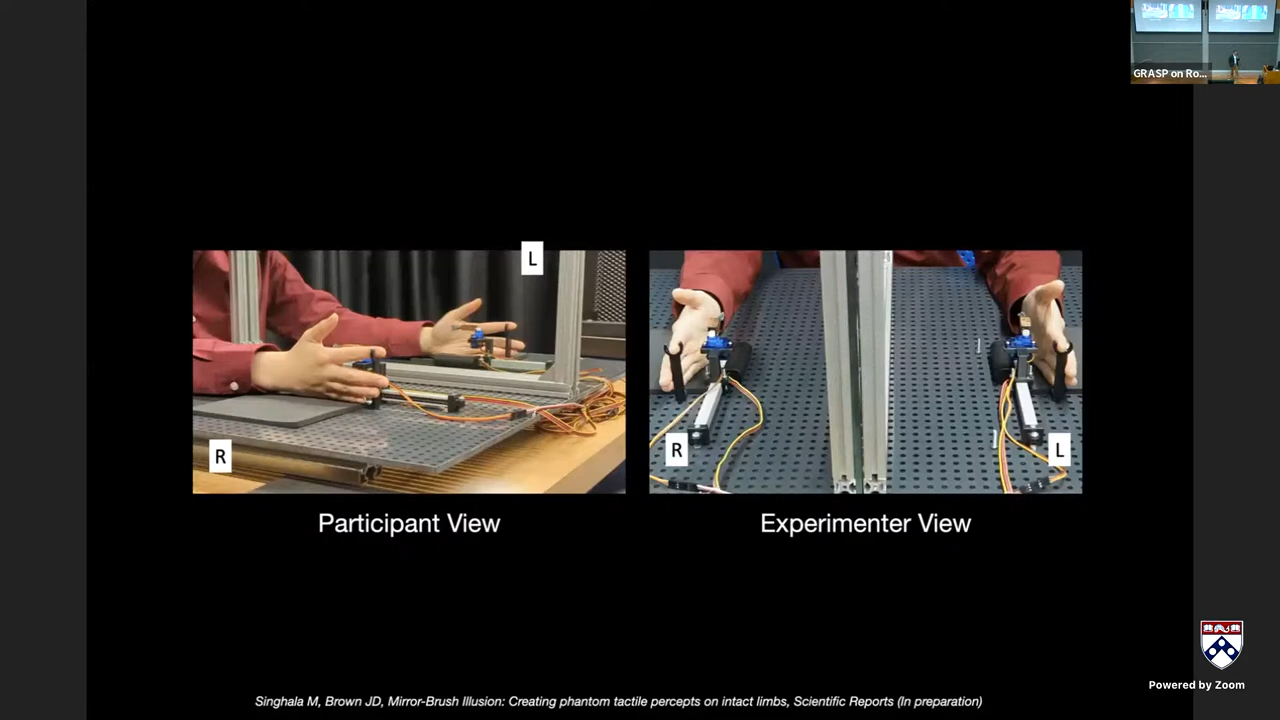 GRASP on Ro...
L
R
Participant View
R
L
Experimenter View
Singhala M, Brown JD, Mirror-Brush Illusion: Creating phantom tactile percepts on intact limbs, Scientific Reports (In preparation)
Powered by Zoom